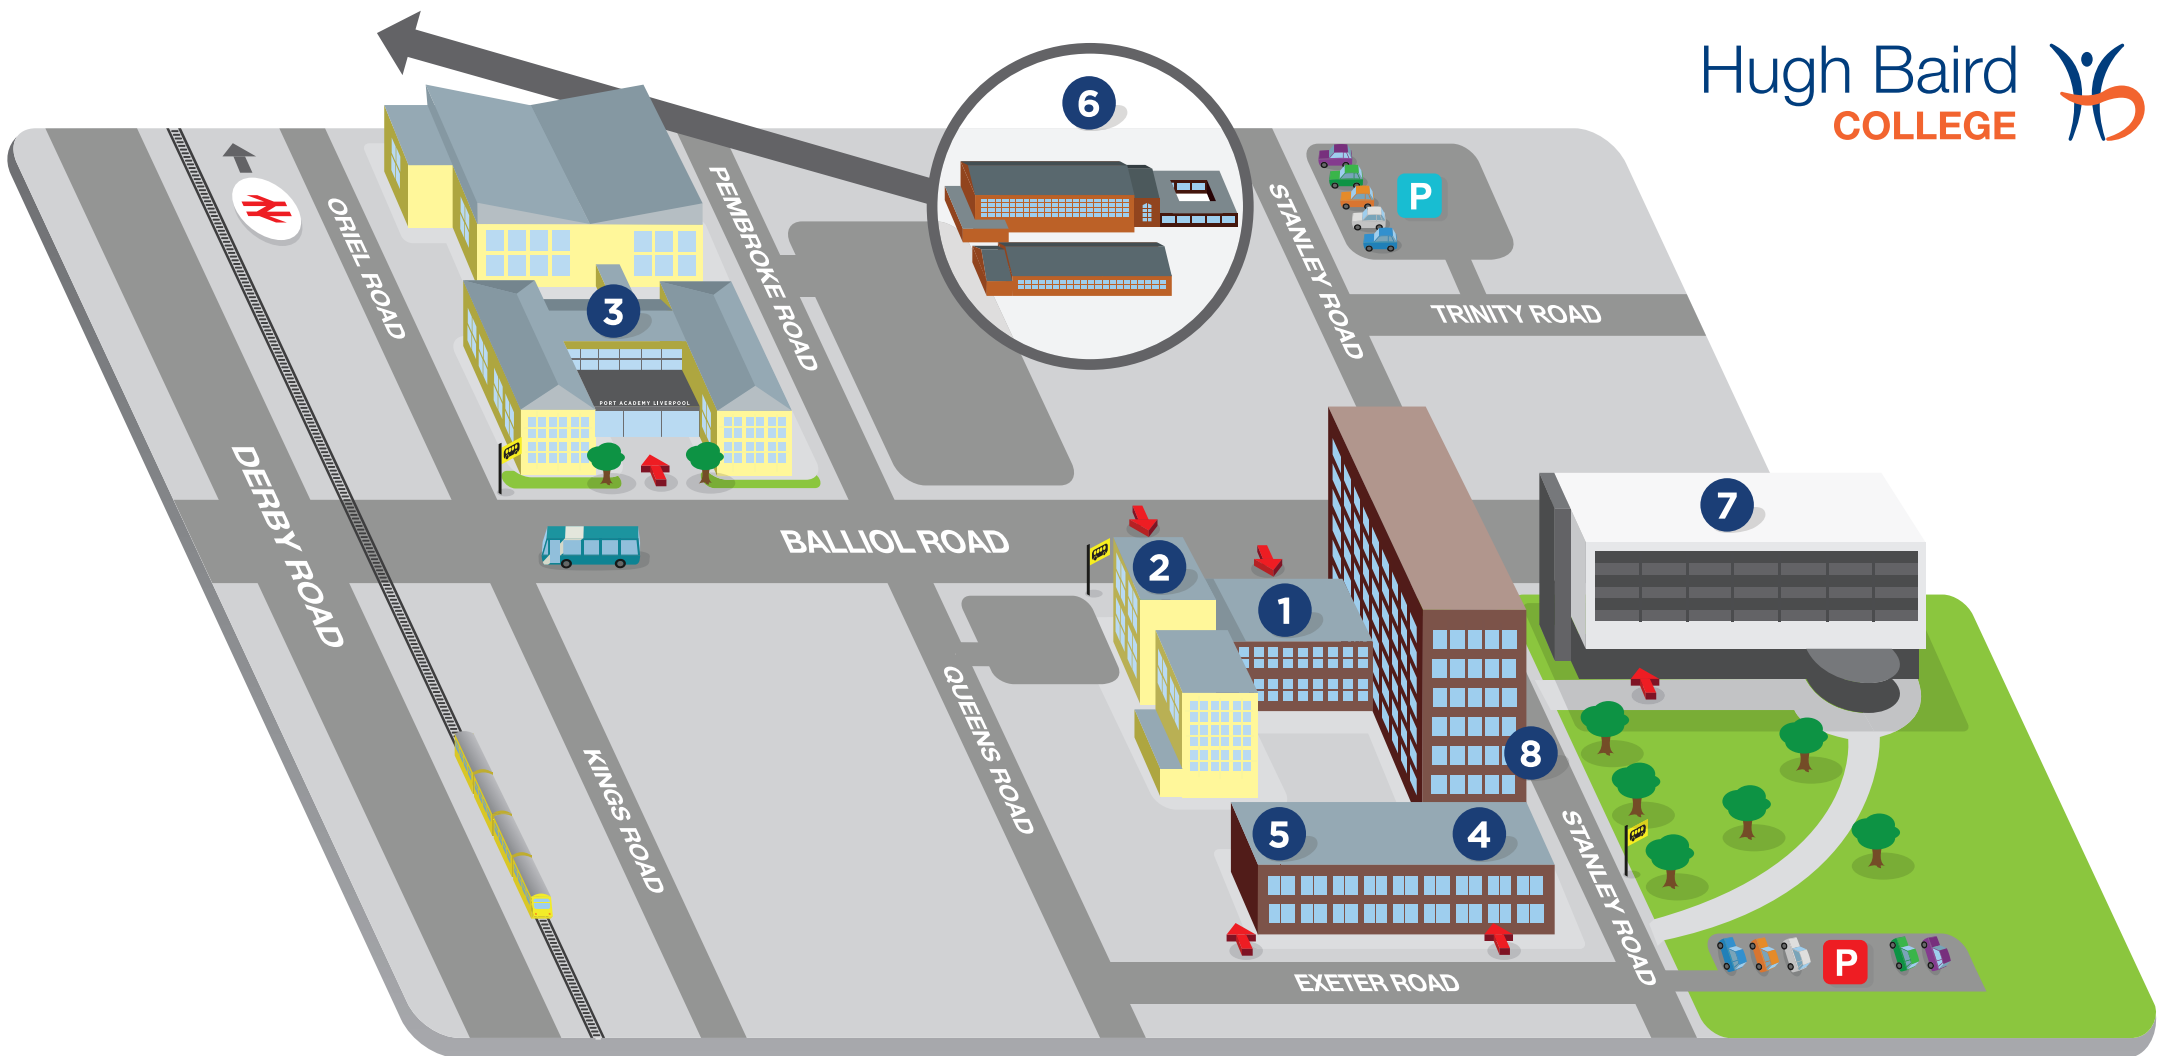 Hugh Baird
COLLEGE
6
P
TRINITY ROAD
STANLEY ROAD
PEMBROKE ROAD
ORIEL ROAD
3
PORT ACADEMY LIVERPOOL
DERBY ROAD
BALLIOL ROAD
7
2
1
8
QUEENS ROAD
KINGS ROAD
5
4
STANLEY ROAD
P
EXETER ROAD